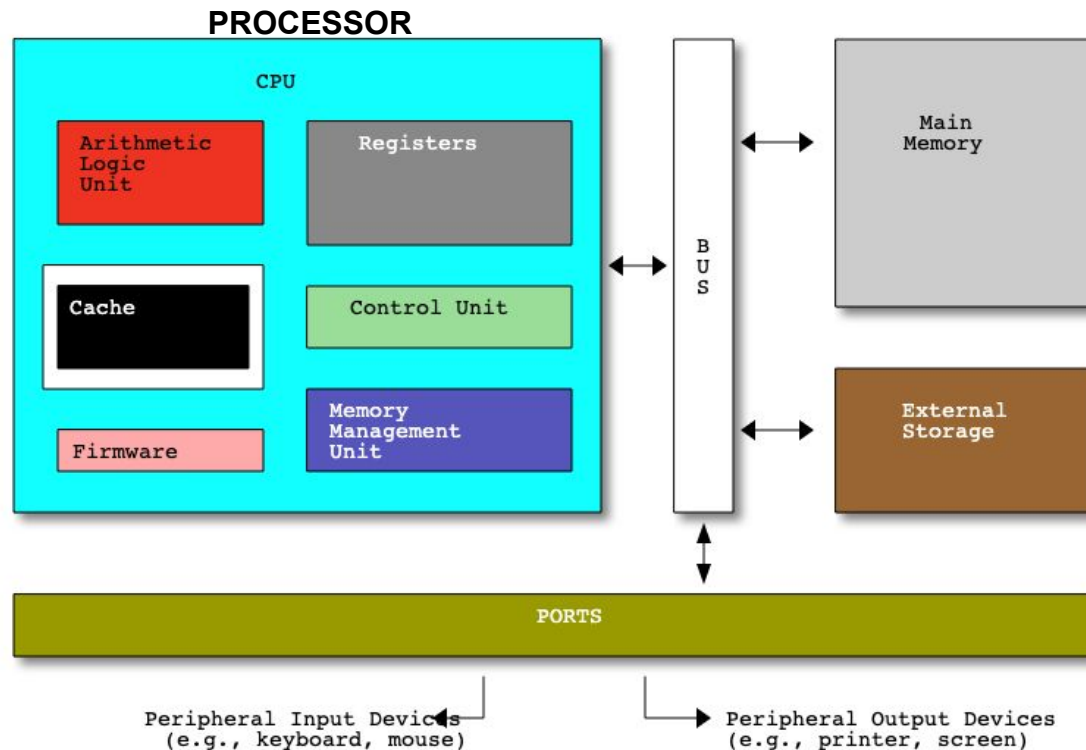 PROCESSOR
CPU
Arithmetic
Logic
Unit
Registers
Cache
Control Unit
Firmware
Memory
Management
Unit
B
U
S
Main
Memory
External
Storage
PORTS
Peripheral Input Devices
(e.g., keyboard, mouse)
Peripheral Output Devices
(e.g., printer, screen)